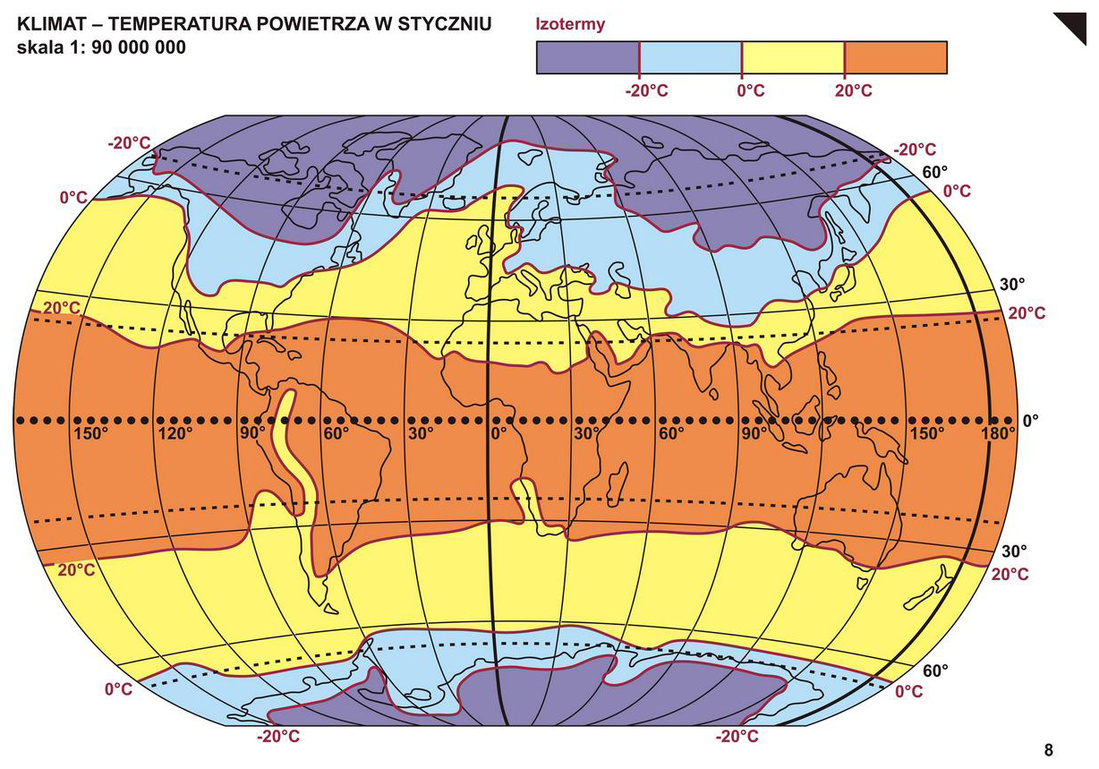 KLIMAT – TEMPERATURA POWIETRZA W STYCZNIU
skala 1: 90 000 000
Izotermy
-20°C 0°C 20°C
-20°C
-20°C
60°
0°C
0°C
30°
20°C
20°C
0°
150° 120° 90° 60° 30° 0° 30° 60° 90° 150° 180°
30°
20°C
20°C
60°
0°C
0°C
-20°C
-20°C
8